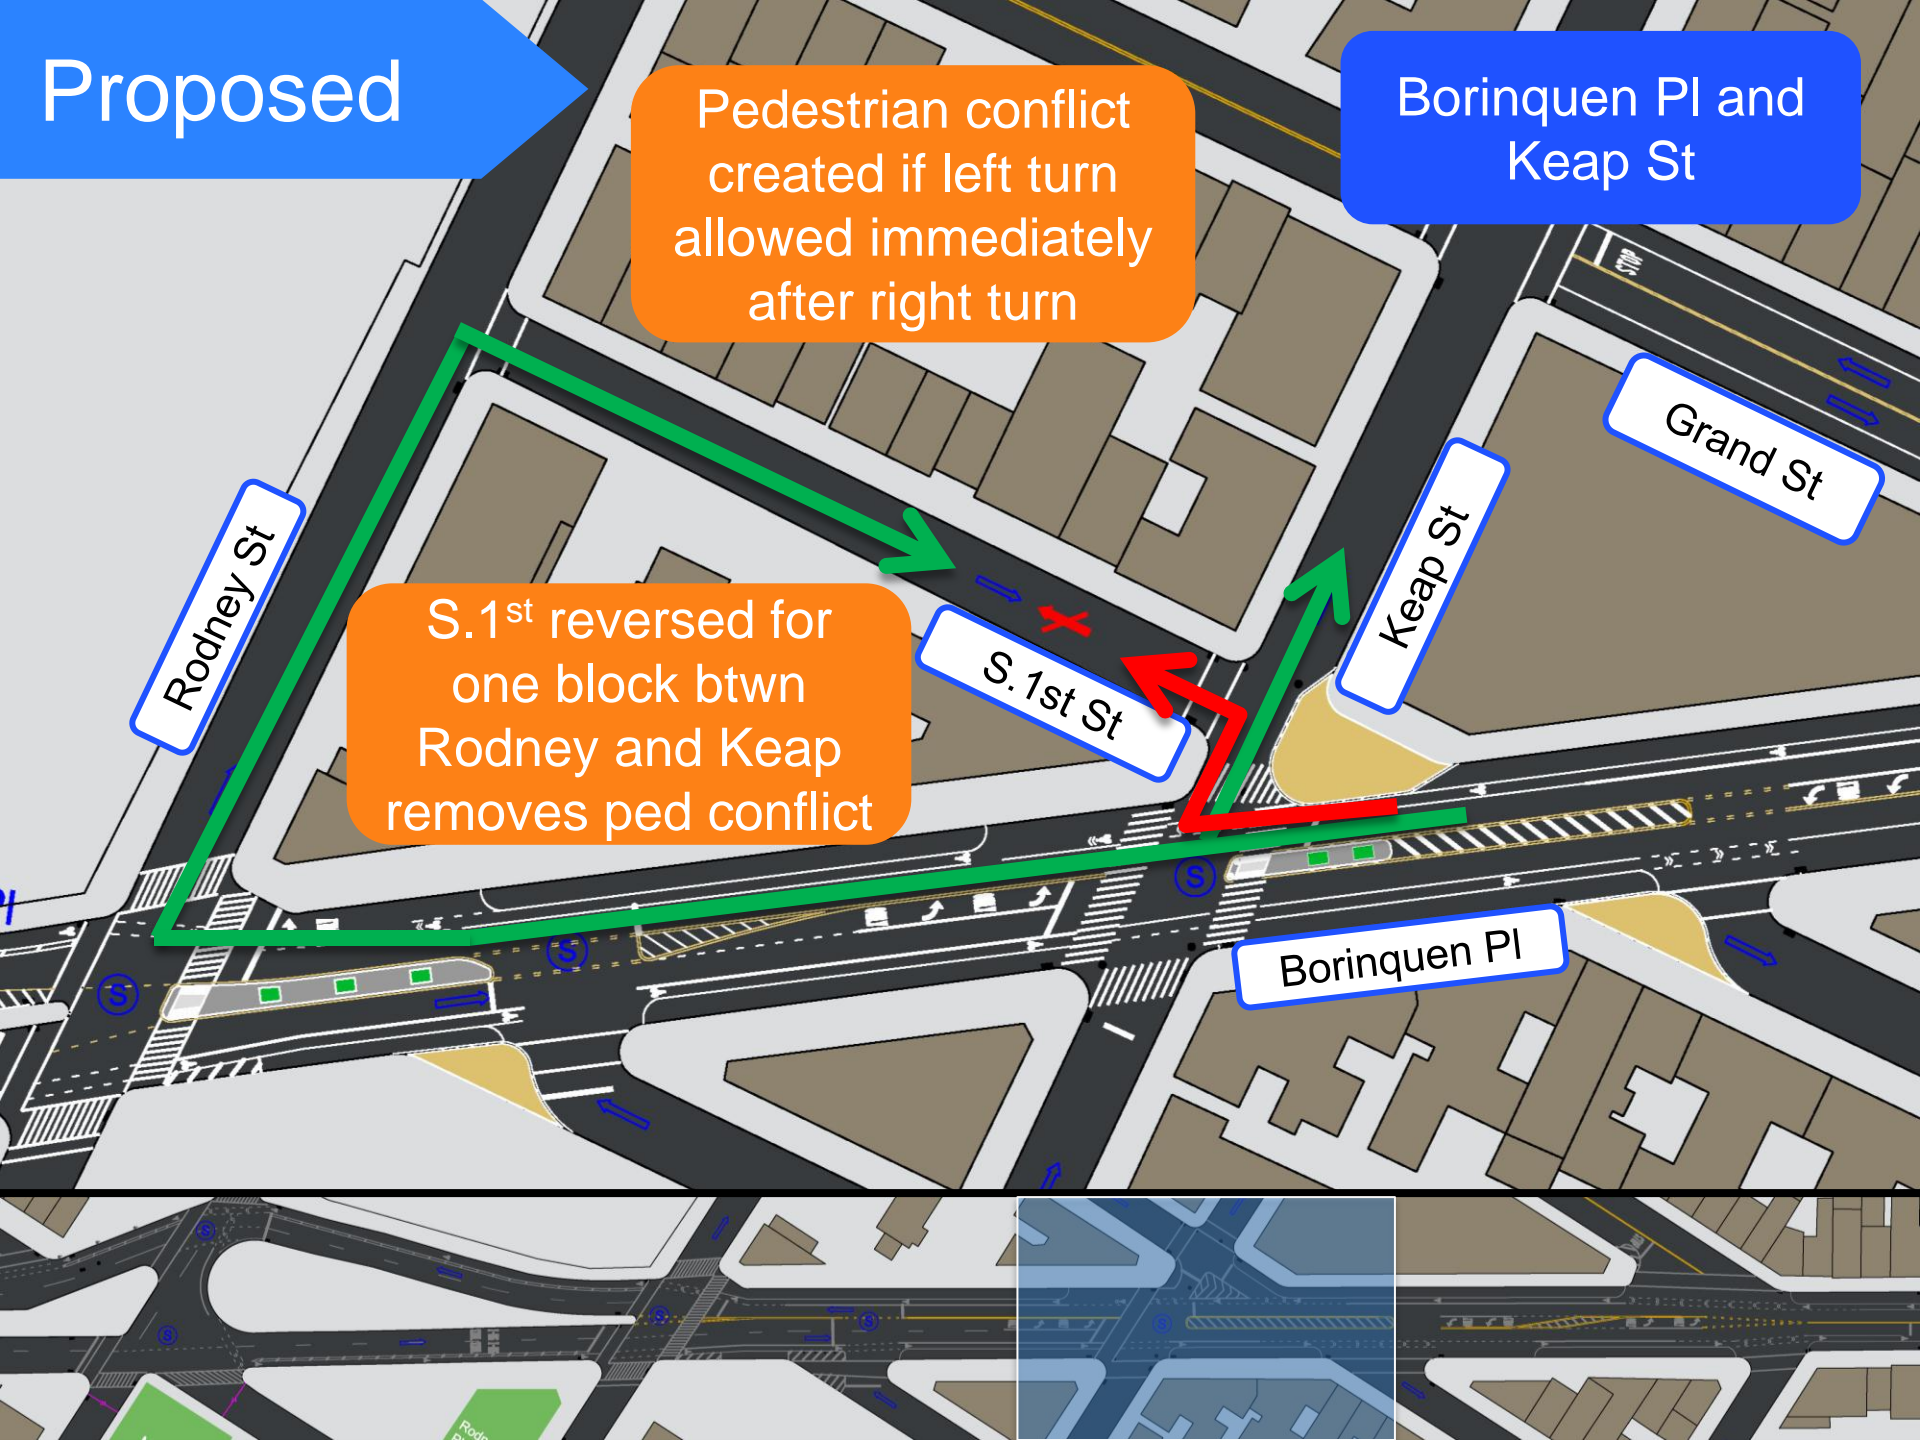 Proposed
Pedestrian conflict
created if left turn
allowed immediately
after right turn
Borinquen Pl and
Keap St
STOP
Grand St
Keap St
Rodney St
S.1st reversed for
one block btwn
Rodney and Keap
removes ped conflict
S.1st St
Pl
S
S
S
Borinquen Pl
S
S
S
S
S